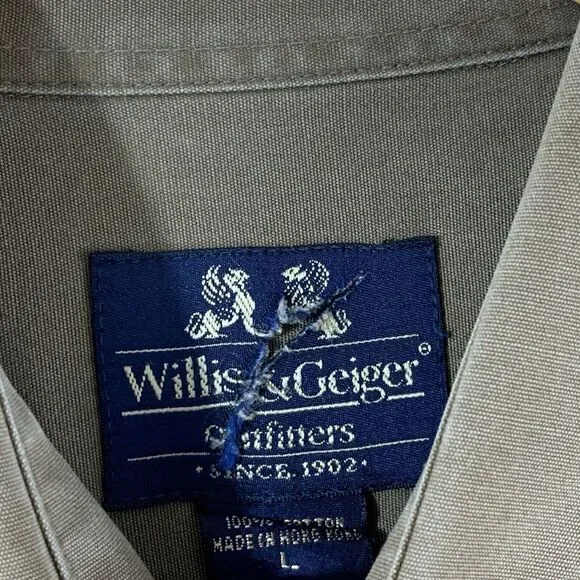 Willis & Geiger®
Outfitters
· SINCE 1902 ·
100% COTTON
MADE IN HONG KONG
L